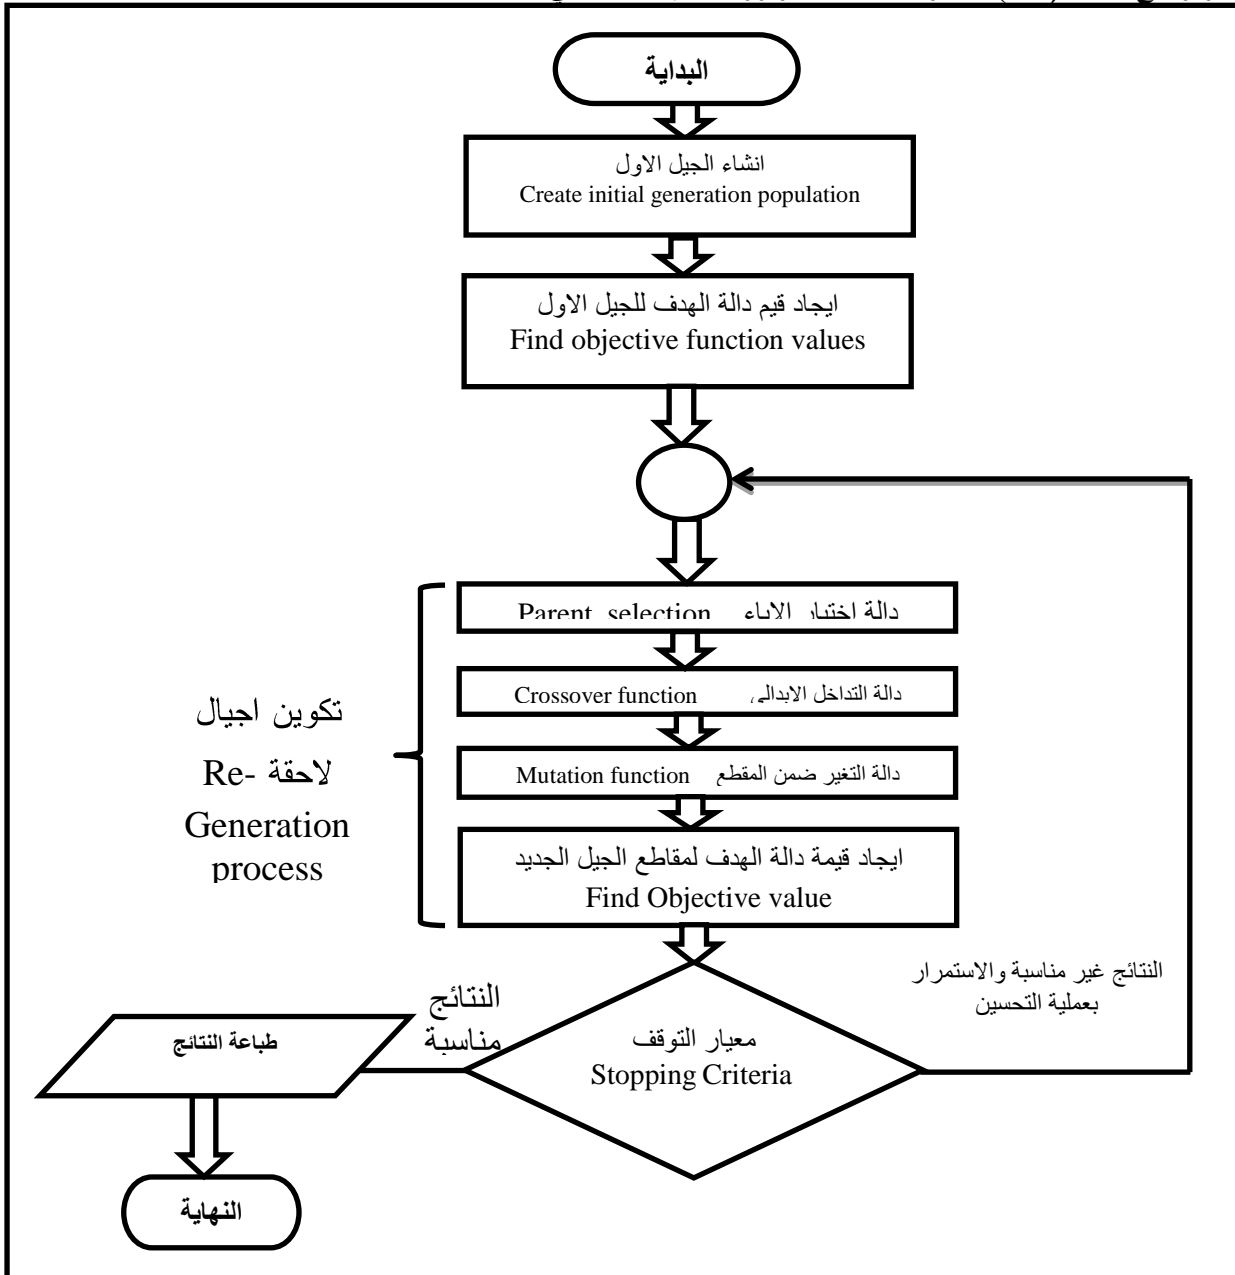 البداية
انشاء الجيل الاول
Create initial generation population
ايجاد قيم دالة الهدف للجيل الاول
Find objective function values
دالة اختيار الاباء Parent selection
دالة التداخل الابدالي Crossover function
دالة التغير ضمن المقطع Mutation function
ايجاد قيمة دالة الهدف لمقاطع الجيل الجديد
Find Objective value
تكوين اجيال
لاحقة Re-
Generation
process
معيار التوقف
Stopping Criteria
النتائج غير مناسبة والاستمرار
بعملية التحسين
النتائج
مناسبة
طباعة النتائج
النهاية